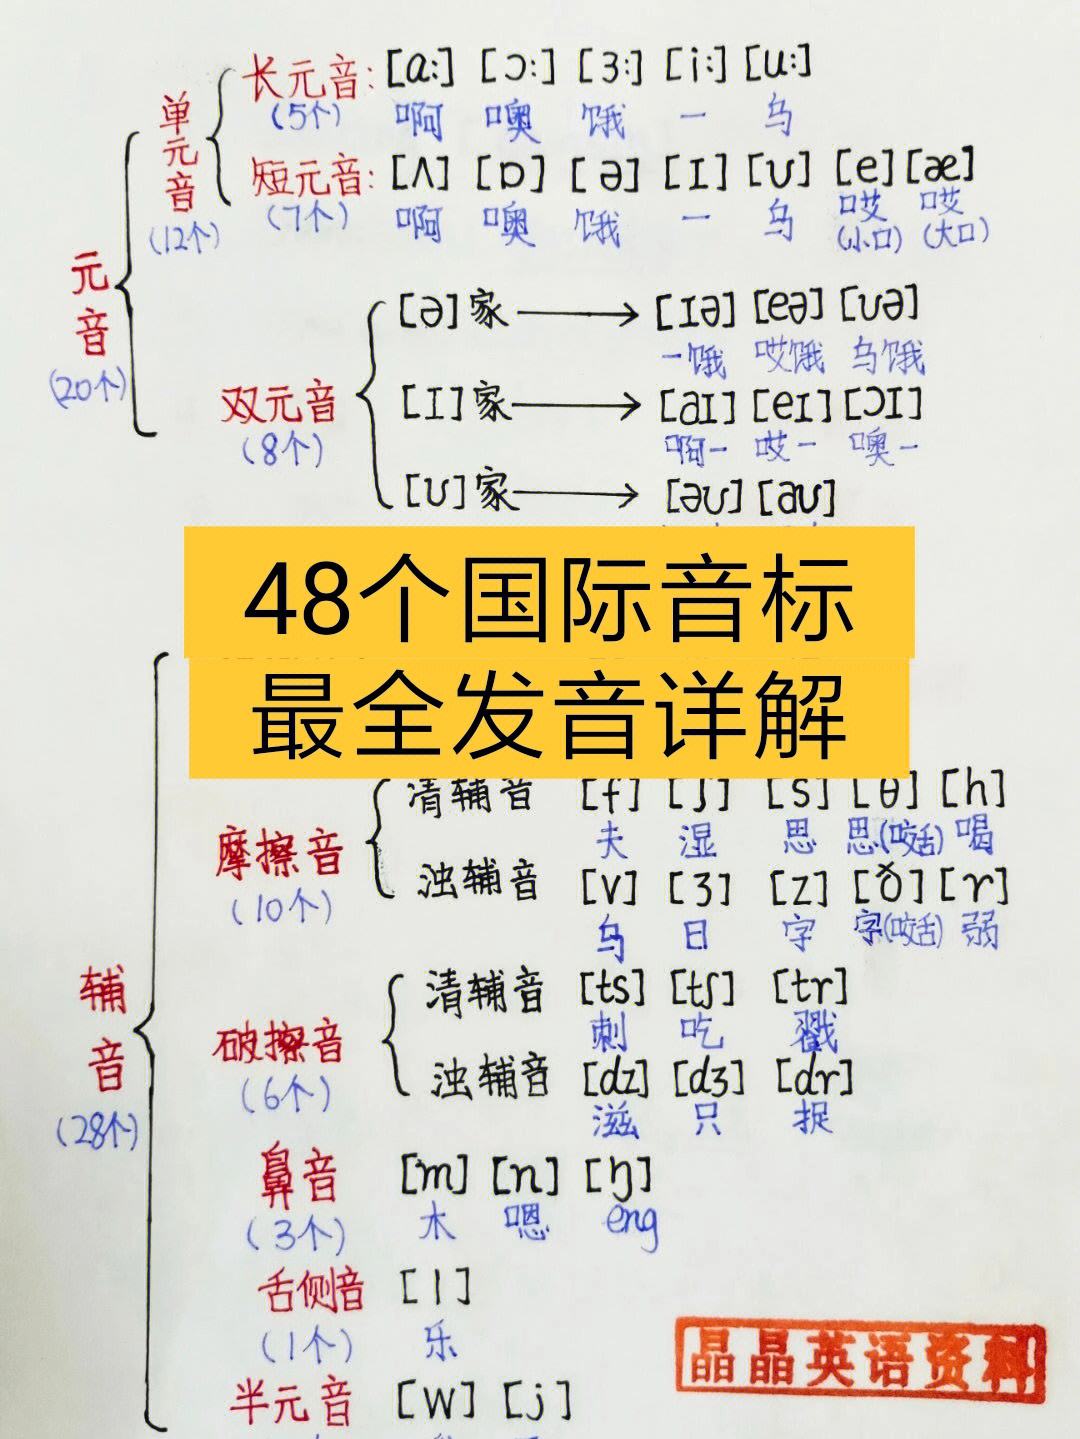 长元音: [ɑ:] [ɔ:] [ɜ:] [i:] [u:]
(5个) 啊 噢 饿 一 乌
单元音
(12个)
短元音: [ʌ] [ɒ] [ə] [ɪ] [ʊ] [e] [æ]
(7个) 啊 噢 饿 一 乌 哎(小口) 哎(大口)
元音
(20个)
[ə]家 → [ɪə] [eə] [ʊə]
一饿 哎饿 乌饿
双元音
(8个)
[ɪ]家 → [aɪ] [eɪ] [ɔɪ]
啊一 哎一 噢一
[ʊ]家 → [əʊ] [aʊ]
48个国际音标
最全发音详解
清辅音 [f] [ʃ] [s] [θ] [h]
夫 湿 思 思(咬舌) 喝
摩擦音
(10个)
浊辅音 [v] [ʒ] [z] [ð] [r]
乌 日 字 字(咬舌) 弱
辅音
(28个)
清辅音 [ts] [tʃ] [tr]
刺 吃 戳
破擦音
(6个)
浊辅音 [dz] [dʒ] [dr]
滋 只 捉
鼻音 [m] [n] [ŋ]
(3个) 木 嗯 eng
舌侧音 [l]
(1个) 乐
半元音 [w] [j]
晶晶英语资料